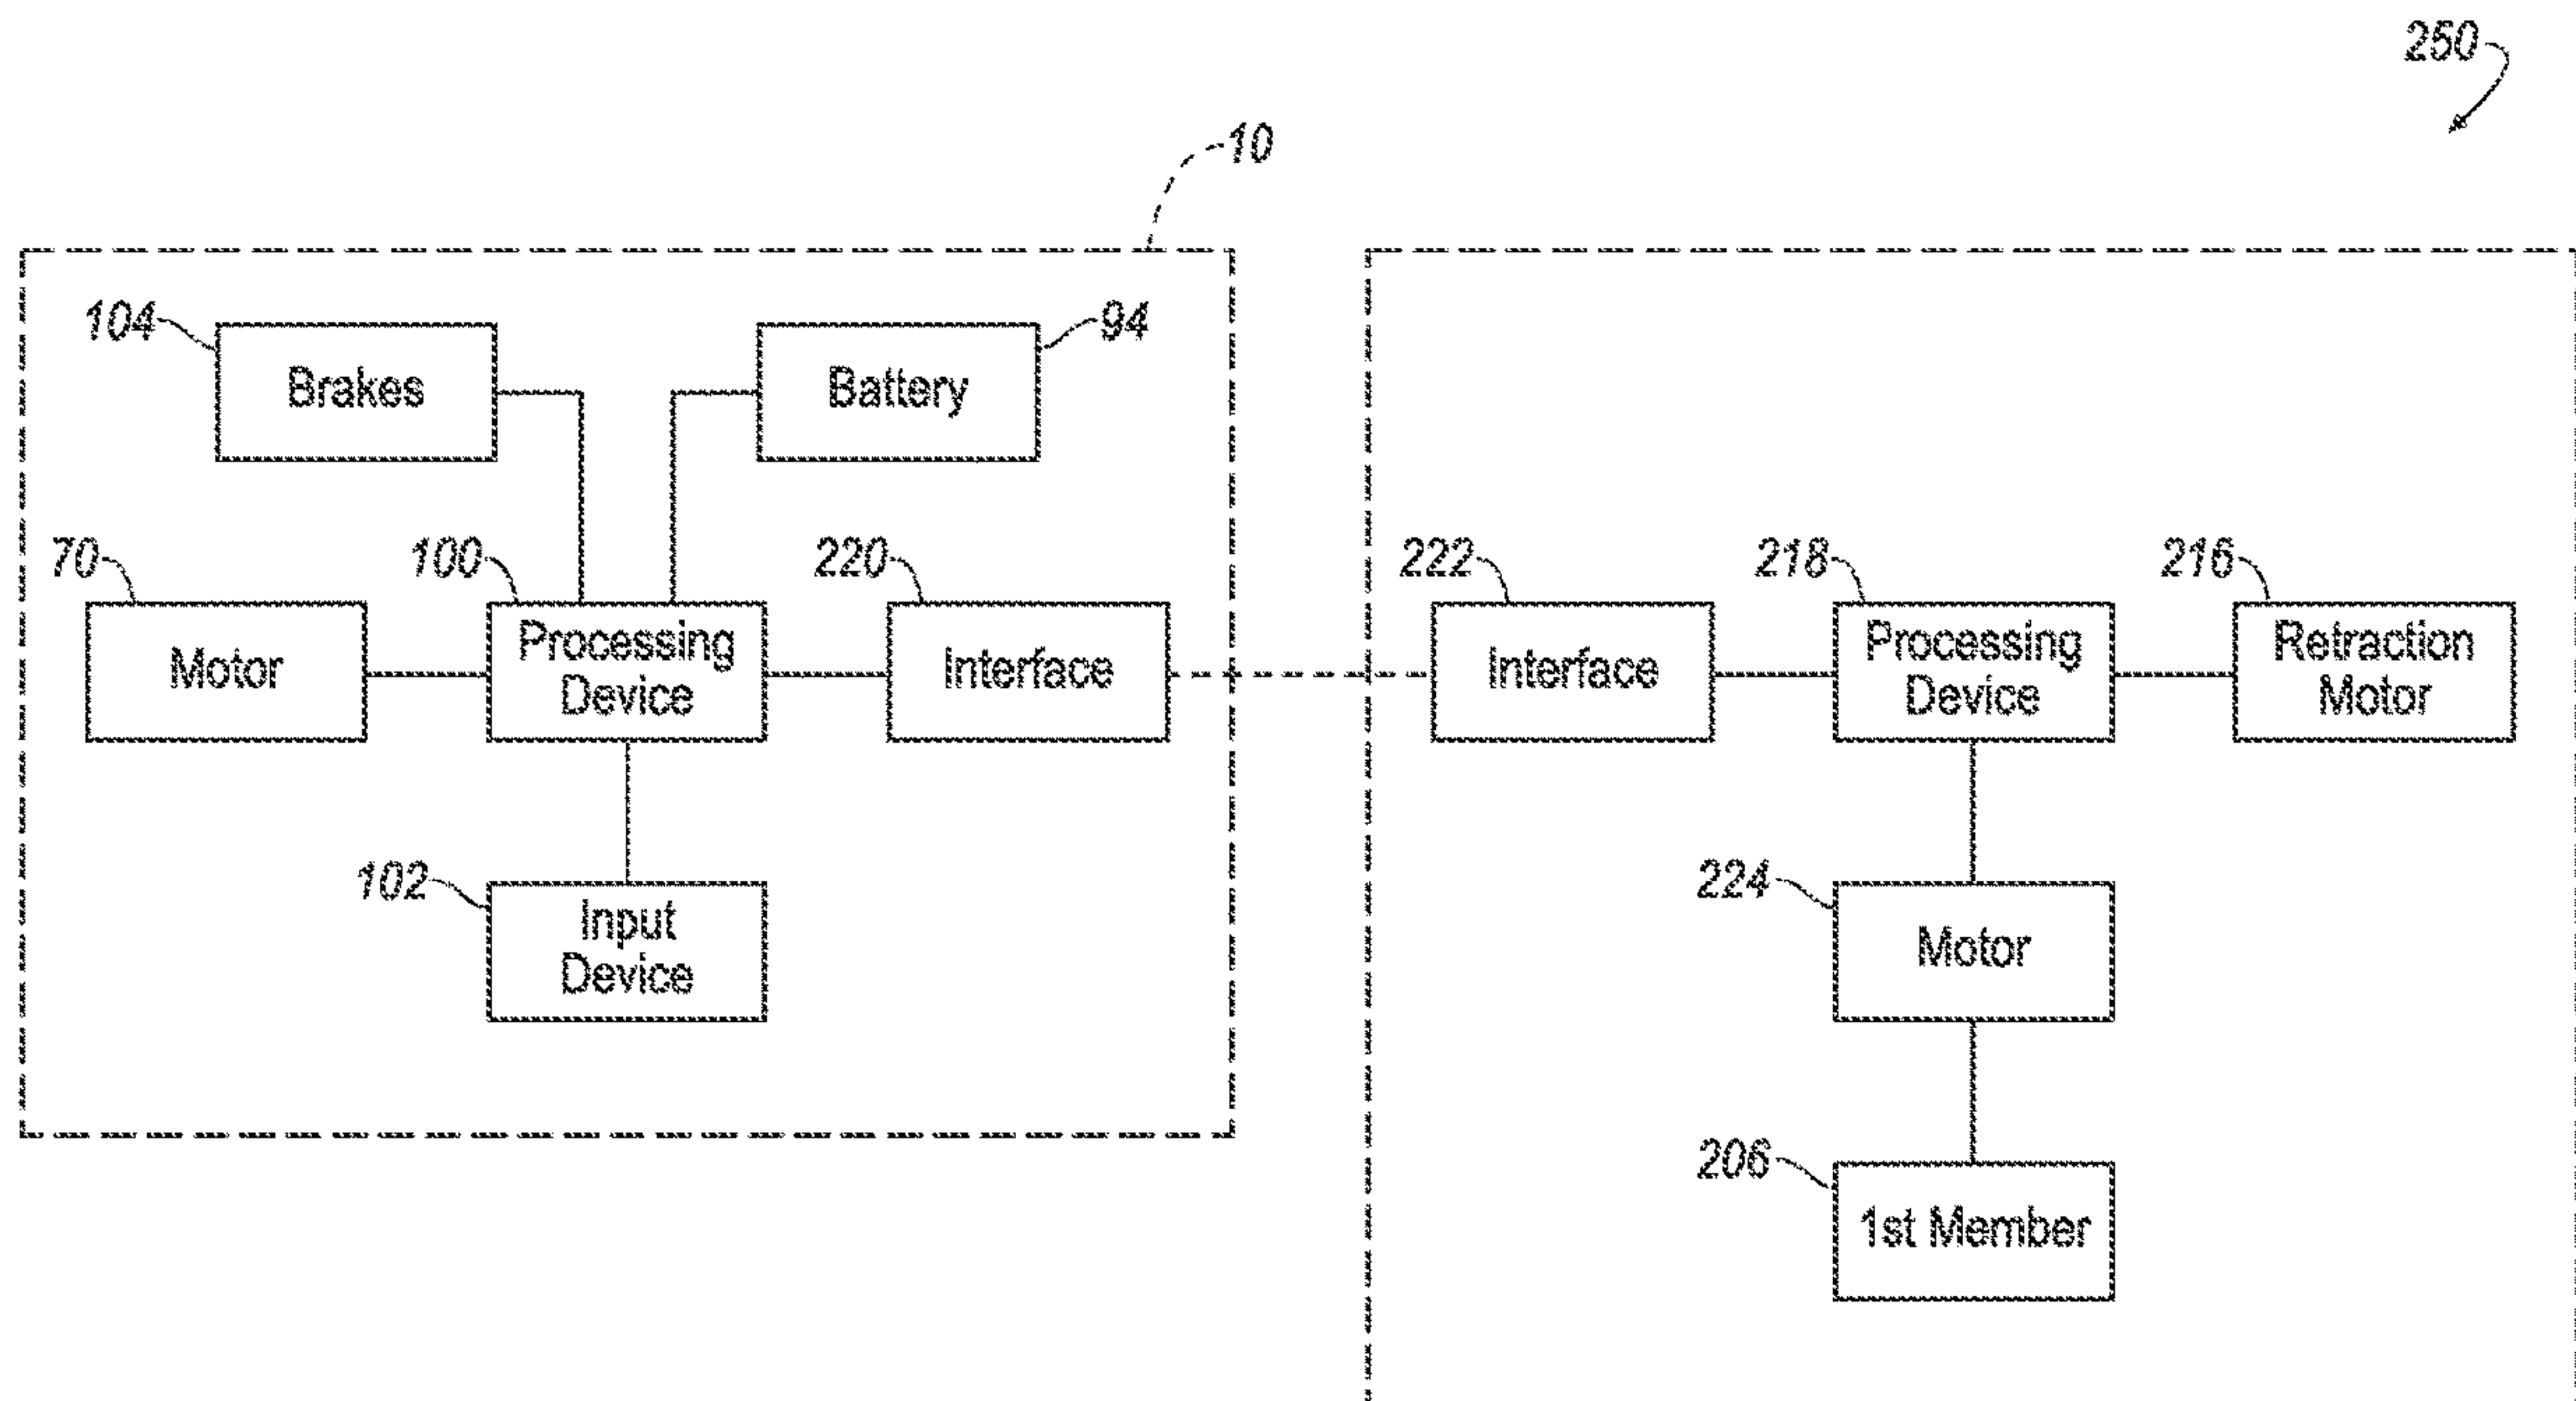 250
10
104
Brakes
94
Battery
70
Motor
100
Processing
Device
220
Interface
222
Interface
218
Processing
Device
216
Retraction
Motor
102
Input
Device
224
Motor
206
1st Member